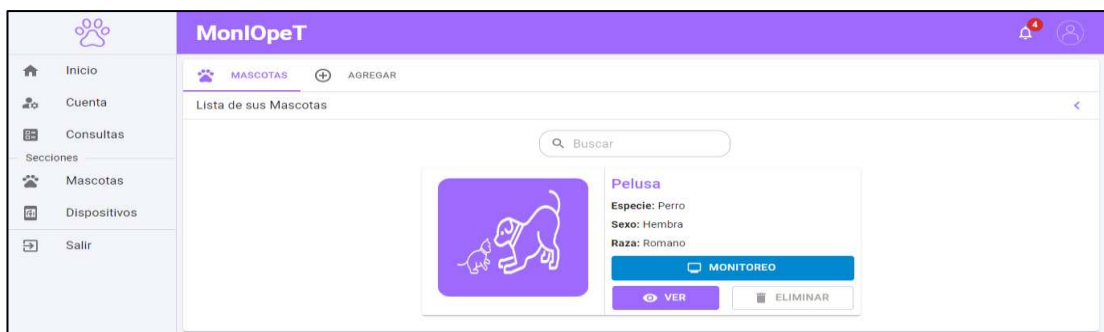 MonIOpeT
4
Inicio
Cuenta
Consultas
Secciones
Mascotas
Dispositivos
Salir
MASCOTAS
AGREGAR
Lista de sus Mascotas
Buscar
Pelusa
Especie: Perro
Sexo: Hembra
Raza: Romano
MONITOREO
VER
ELIMINAR